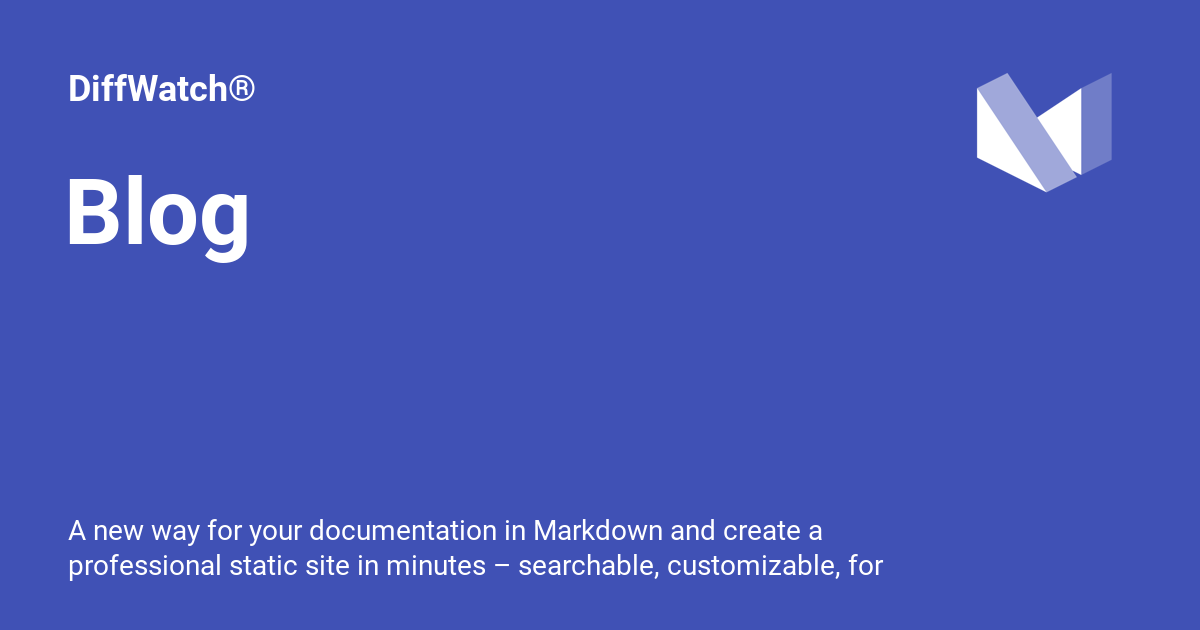 DiffWatch®
Blog
A new way for your documentation in Markdown and create a
professional static site in minutes – searchable, customizable, for